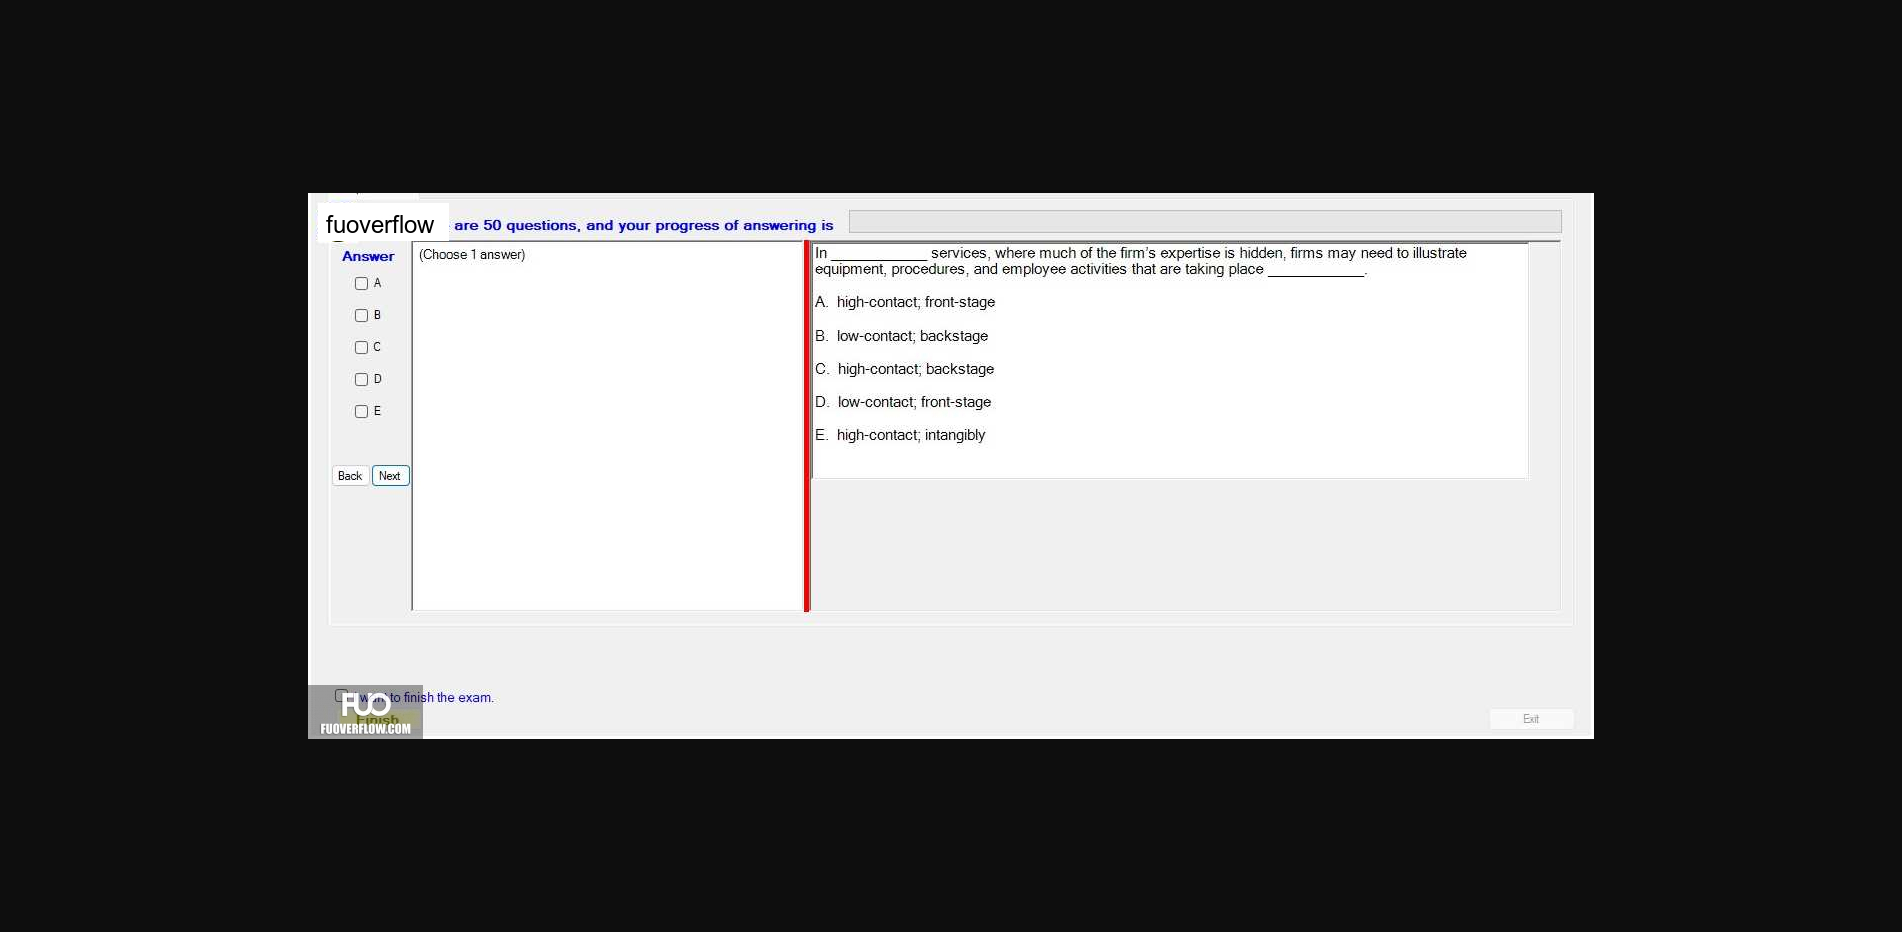 fuoverflow are 50 questions, and your progress of answering is
Answer
(Choose 1 answer)
A
B
C
D
E
Back Next
In ____________ services, where much of the firm's expertise is hidden, firms may need to illustrate
equipment, procedures, and employee activities that are taking place ____________.
A. high-contact; front-stage
B. low-contact; backstage
C. high-contact; backstage
D. low-contact; front-stage
E. high-contact; intangibly
want to finish the exam.
FUO
Finish
FUOVERFLOW.COM
Exit